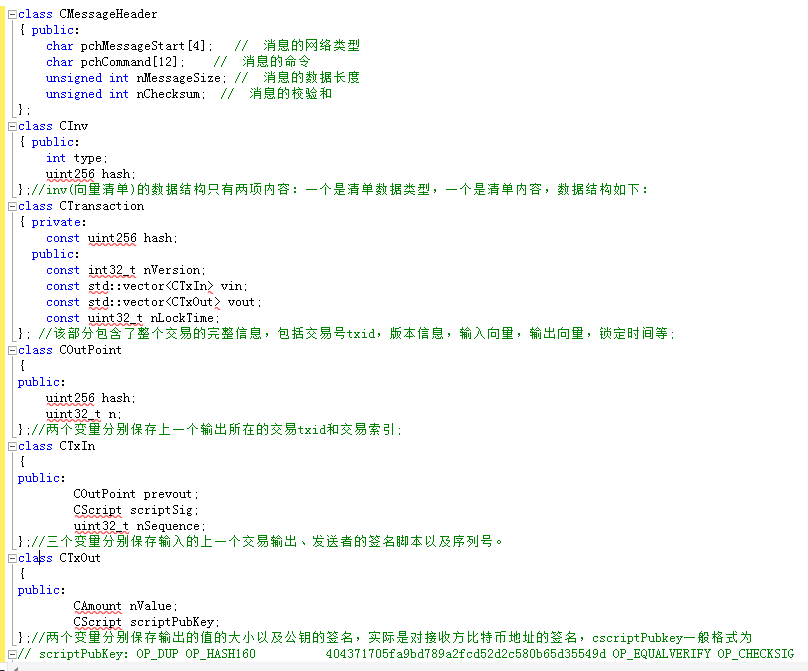 class CMessageHeader
{ public:
char pchMessageStart[4]; // 消息的网络类型
char pchCommand[12]; // 消息的命令
unsigned int nMessageSize; // 消息的数据长度
unsigned int nChecksum; // 消息的校验和
};
class CInv
{ public:
int type;
uint256 hash;
};//inv(向量清单)的数据结构只有两项内容: 一个是清单数据类型, 一个是清单内容, 数据结构如下:
class CTransaction
{ private:
const uint256 hash;
public:
const int32_t nVersion;
const std::vector<CTxIn> vin;
const std::vector<CTxOut> vout;
const uint32_t nLockTime;
}; //该部分包含了整个交易的完整信息, 包括交易号txid, 版本信息, 输入向量, 输出向量, 锁定时间等;
class COutPoint
{
public:
uint256 hash;
uint32_t n;
};//两个变量分别保存上一个输出所在的交易txid和交易索引;
class CTxIn
{
public:
COutPoint prevout;
CScript scriptSig;
uint32_t nSequence;
};//三个变量分别保存输入的上一个交易输出、发送者的签名脚本以及序列号。
class CTxOut
{
public:
CAmount nValue;
CScript scriptPubKey;
};//两个变量分别保存输出的值的大小以及公钥的签名, 实际是对接收方比特币地址的签名, cscriptPubkey一般格式为
// scriptPubKey: OP_DUP OP_HASH160 404371705fa9bd789a2fcd52d2c580b65d35549d OP_EQUALVERIFY OP_CHECKSIG